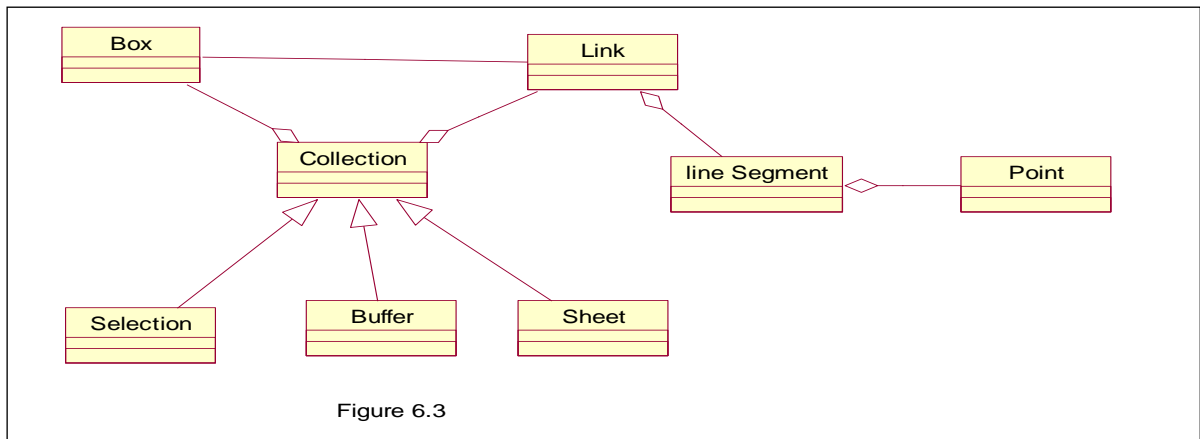 Box
Link
Collection
line Segment
Point
Selection
Buffer
Sheet
Figure 6.3